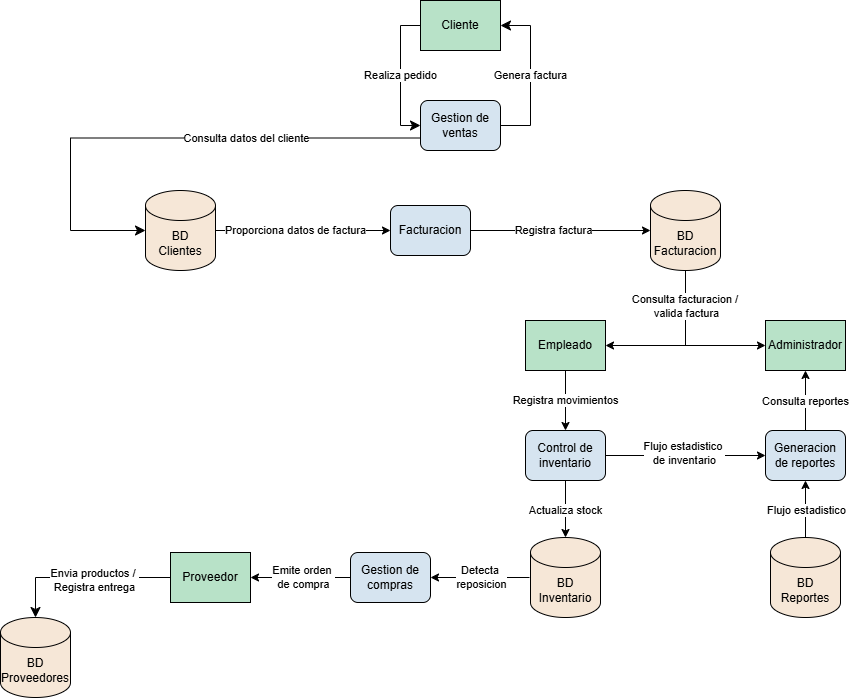 Cliente
Realiza pedido
Genera factura
Gestion de
ventas
Consulta datos del cliente
BD
Clientes
Proporciona datos de factura
Facturacion
Registra factura
BD
Facturacion
Consulta facturacion /
valida factura
Empleado
Administrador
Registra movimientos
Consulta reportes
Control de
inventario
Flujo estadistico
de inventario
Generacion
de reportes
Actualiza stock
Flujo estadistico
Envia productos /
Registra entrega
Proveedor
Emite orden
de compra
Gestion de
compras
Detecta
reposicion
BD
Inventario
BD
Reportes
BD
Proveedores